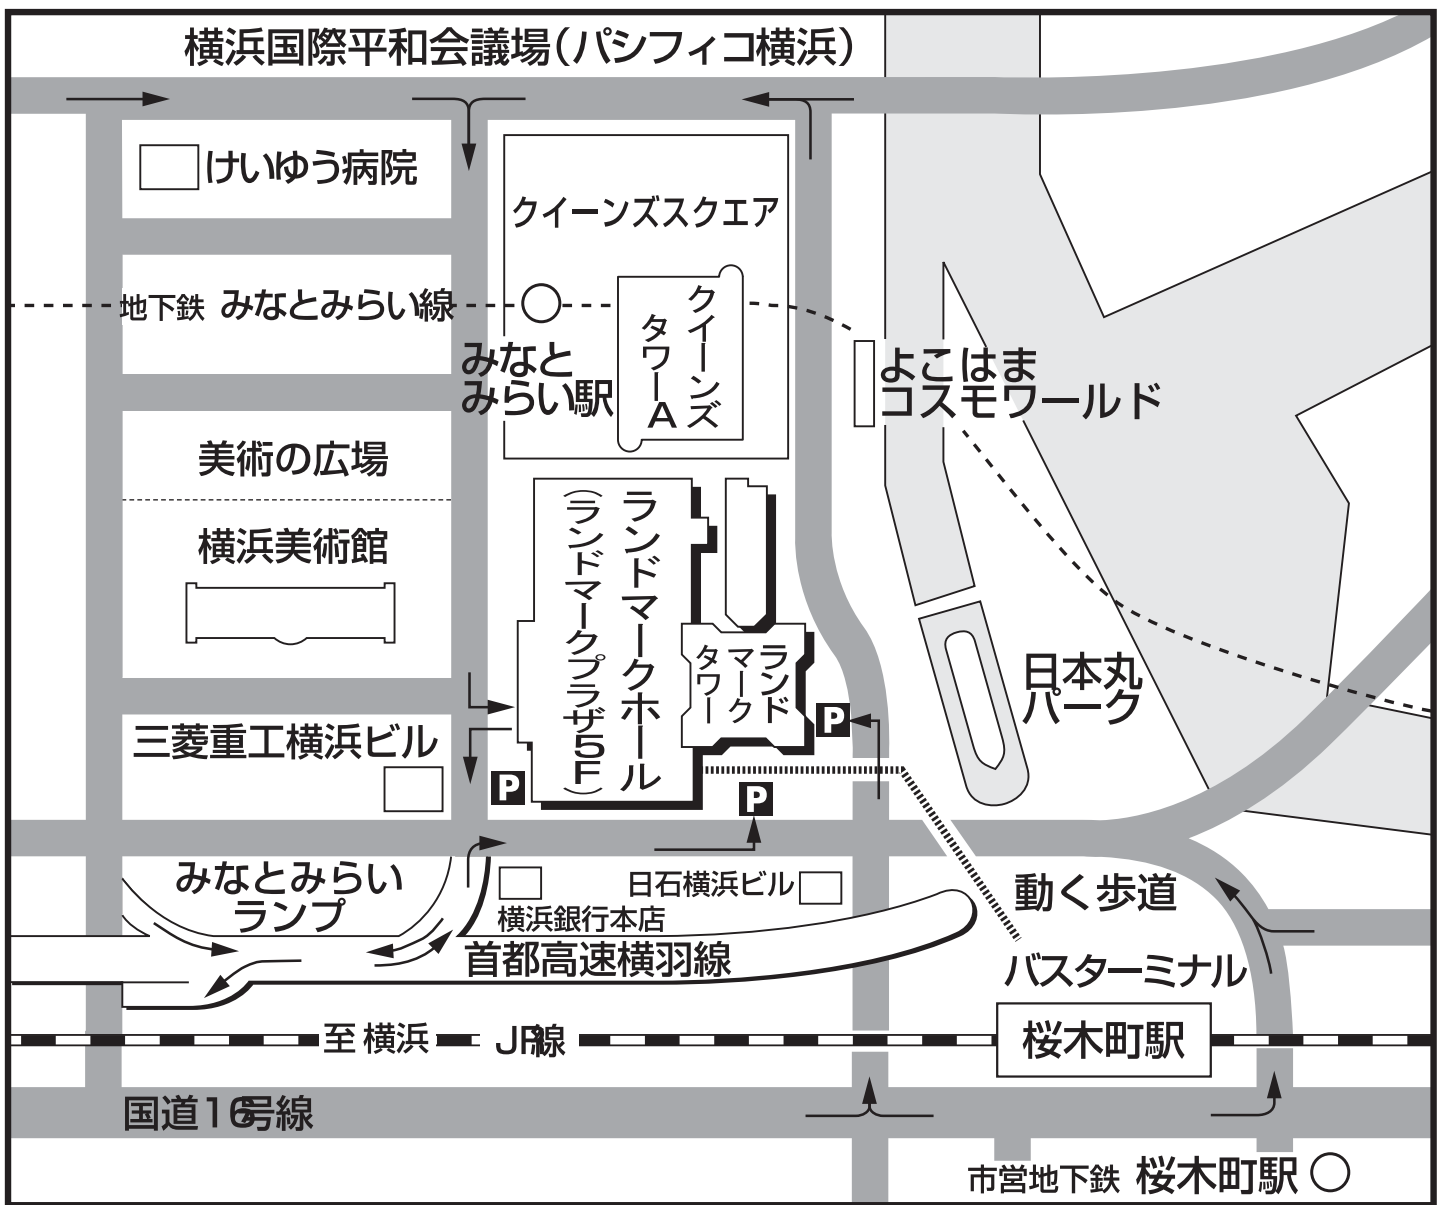 横浜国際平和会議場(パシフィコ横浜)
けいゆう病院
クイーンズスクエア
地下鉄 みなとみらい線
クイーンズ
タワーA
みなと
みらい駅
よこはま
コスモワールド
美術の広場
横浜美術館
ランドマークホール
(ランドマークプラザ5F)
ランド
マーク
タワー
日本丸
パーク
P
三菱重工横浜ビル
P
P
みなとみらい
ランプ
日石横浜ビル
動く歩道
横浜銀行本店
首都高速横羽線
バスターミナル
至 横浜
JR線
桜木町駅
国道16号線
市営地下鉄 桜木町駅